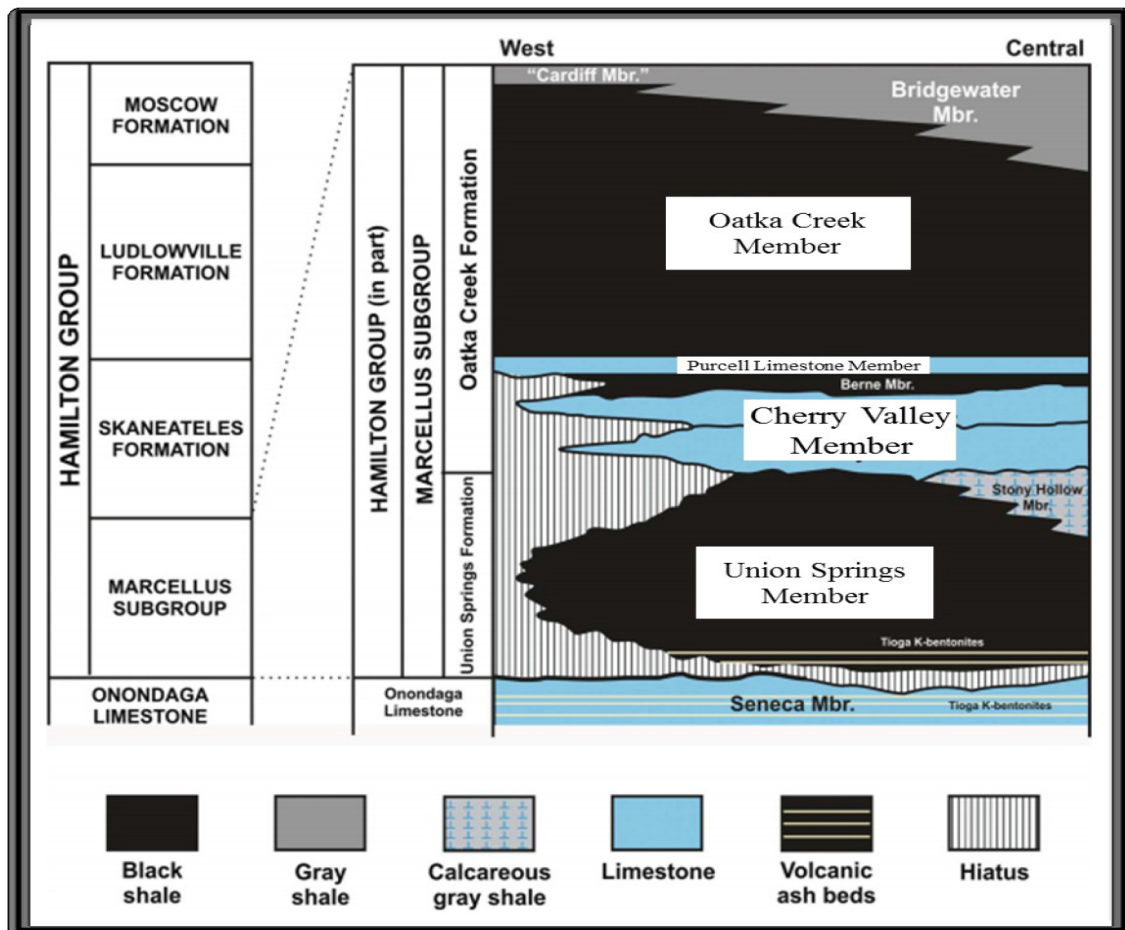 West
Central
HAMILTON GROUP
MOSCOW
FORMATION
LUDLOWVILLE
FORMATION
SKANEATELES
FORMATION
MARCELLUS
SUBGROUP
ONONDAGA
LIMESTONE
HAMILTON GROUP (in part)
MARCELLUS SUBGROUP
Oatka Creek Formation
Union Springs Formation
Onondaga
Limestone
“Cardiff Mbr.”
Bridgewater
Mbr.
Oatka Creek
Member
Purcell Limestone Member
Berne Mbr.
Cherry Valley
Member
Stony Hollow
Mbr.
Union Springs
Member
Tioga K-bentonites
Seneca Mbr.
Tioga K-bentonites
Black
shale
Gray
shale
Calcareous
gray shale
Limestone
Volcanic
ash beds
Hiatus